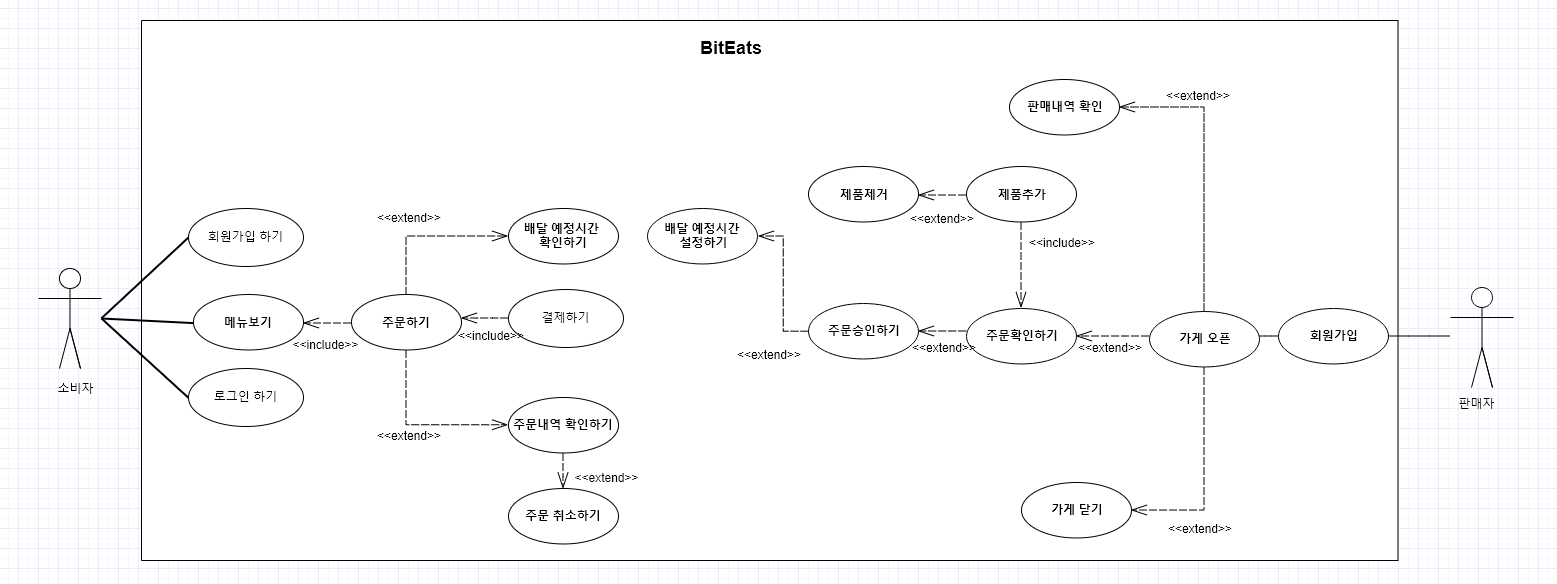 BitEats
판매내역 확인
<<extend>>
제품제거
제품추가
<<extend>>
<<include>>
<<extend>>
회원가입 하기
배달 예정시간
확인하기
배달 예정시간
설정하기
메뉴보기
주문하기
결제하기
<<include>>
<<include>>
주문승인하기
주문확인하기
가게 오픈
회원가입
<<extend>>
<<extend>>
<<extend>>
소비자
로그인 하기
판매자
주문내역 확인하기
<<extend>>
<<extend>>
주문 취소하기
가게 닫기
<<extend>>